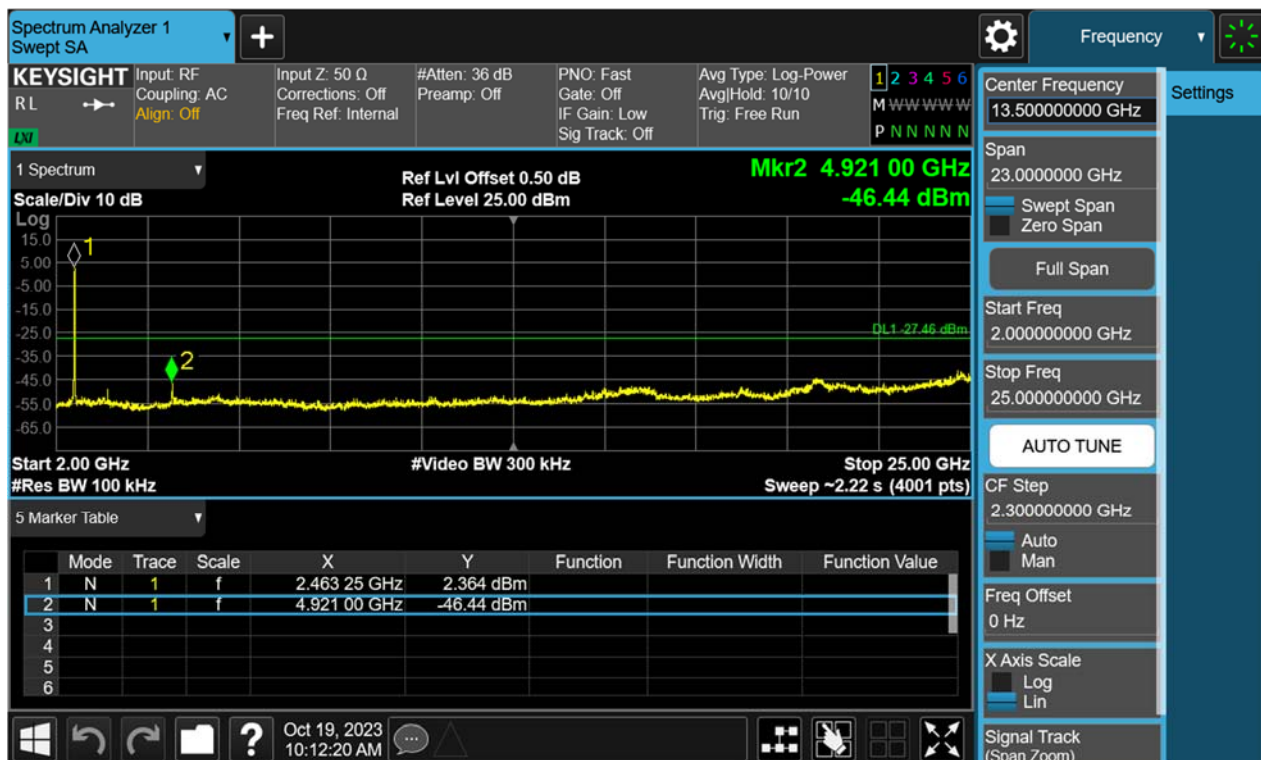 Spectrum Analyzer 1
Swept SA
Frequency
KEYSIGHT
RL
LXI
Input: RF
Coupling: AC
Align: Off
Input Z: 50 Ω
Corrections: Off
Freq Ref: Internal
#Atten: 36 dB
Preamp: Off
PNO: Fast
Gate: Off
IF Gain: Low
Sig Track: Off
Avg Type: Log-Power
Avg|Hold: 10/10
Trig: Free Run
1 2 3 4 5 6
M W W W W W
P N N N N N
1 Spectrum
Scale/Div 10 dB
Ref Lvl Offset 0.50 dB
Ref Level 25.00 dBm
Mkr2 4.921 00 GHz
-46.44 dBm
Log
15.0
5.00
-5.00
-15.0
-25.0
-35.0
-45.0
-55.0
-65.0
1
2
DL1 -27.46 dBm
Start 2.00 GHz
#Video BW 300 kHz
Stop 25.00 GHz
#Res BW 100 kHz
Sweep ~2.22 s (4001 pts)
5 Marker Table
Mode Trace Scale X Y Function Function Width Function Value
1 N 1 f 2.463 25 GHz 2.364 dBm
2 N 1 f 4.921 00 GHz -46.44 dBm
3
4
5
6
Oct 19, 2023
10:12:20 AM
Center Frequency
13.500000000 GHz
Settings
Span
23.0000000 GHz
Swept Span
Zero Span
Full Span
Start Freq
2.000000000 GHz
Stop Freq
25.000000000 GHz
AUTO TUNE
CF Step
2.300000000 GHz
Auto
Man
Freq Offset
0 Hz
X Axis Scale
Log
Lin
Signal Track
(Span Zoom)